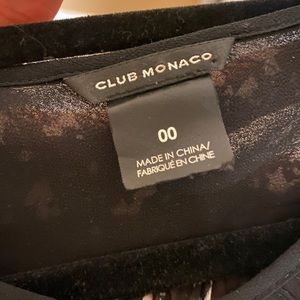 CLUB MONACO
00
MADE IN CHINA/
FABRIQUÉ EN CHINE